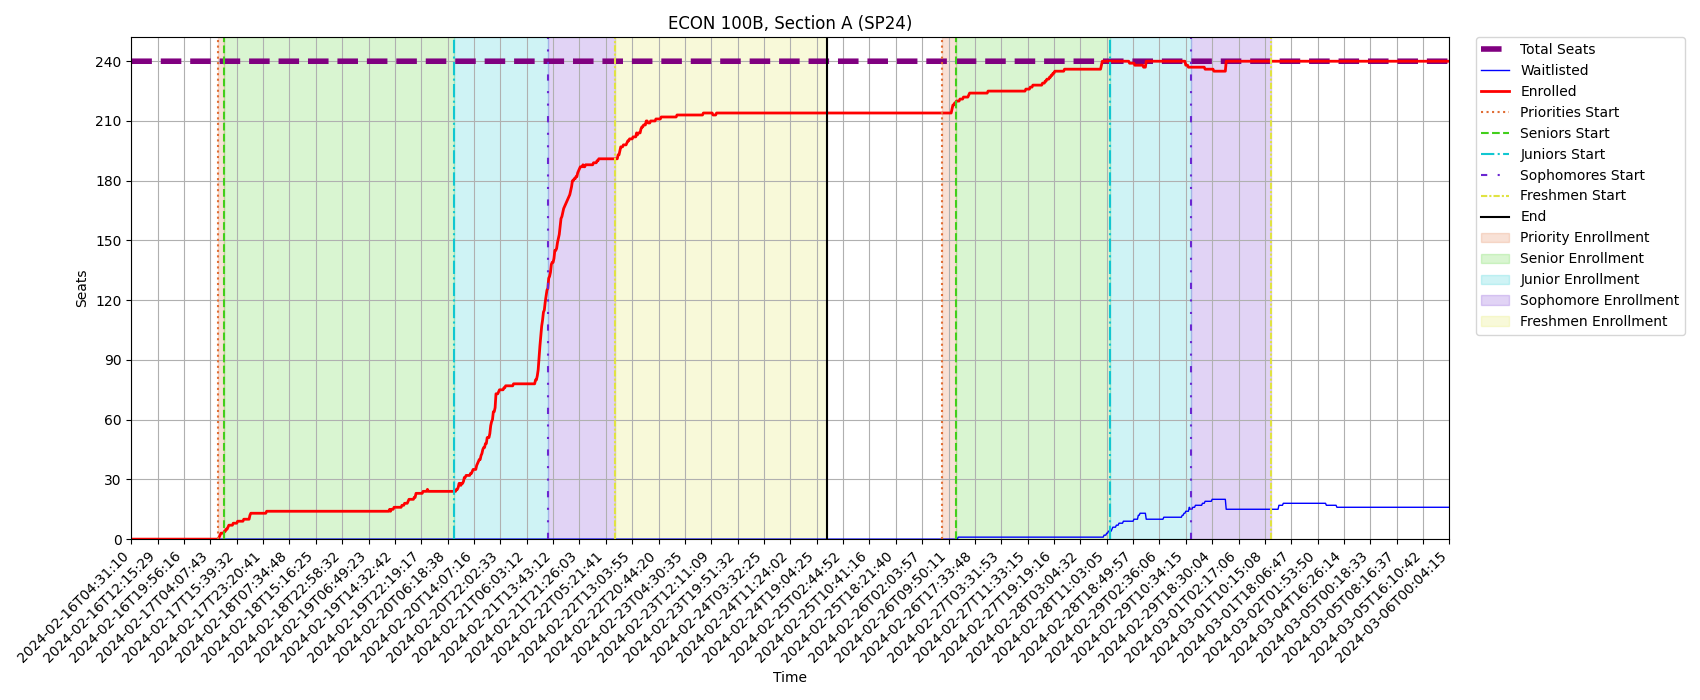 ECON 100B, Section A (SP24)
Seats
240
210
180
150
120
90
60
30
0
2024-02-16T04:31:10
2024-02-16T12:15:29
2024-02-16T19:56:16
2024-02-17T04:07:43
2024-02-17T15:39:32
2024-02-17T23:20:41
2024-02-18T07:34:48
2024-02-18T15:16:25
2024-02-18T22:58:32
2024-02-19T06:49:23
2024-02-19T14:32:42
2024-02-19T22:19:17
2024-02-20T06:18:38
2024-02-20T14:07:16
2024-02-20T22:02:33
2024-02-21T06:03:12
2024-02-21T13:43:12
2024-02-21T21:26:03
2024-02-22T05:21:41
2024-02-22T13:03:55
2024-02-22T20:44:20
2024-02-23T04:30:35
2024-02-23T12:11:09
2024-02-23T19:51:32
2024-02-24T03:32:25
2024-02-24T11:24:02
2024-02-24T19:04:25
2024-02-25T02:44:52
2024-02-25T10:41:16
2024-02-25T18:21:40
2024-02-26T02:03:57
2024-02-26T09:50:11
2024-02-26T17:33:48
2024-02-27T03:31:53
2024-02-27T11:33:15
2024-02-27T19:19:16
2024-02-28T03:04:32
2024-02-28T11:03:05
2024-02-28T18:49:57
2024-02-29T02:36:06
2024-02-29T10:34:15
2024-02-29T18:30:04
2024-03-01T02:17:06
2024-03-01T10:15:08
2024-03-01T18:06:47
2024-03-02T01:53:50
2024-03-04T16:26:14
2024-03-05T00:18:33
2024-03-05T08:16:37
2024-03-05T16:10:42
2024-03-06T00:04:15
Time
Total Seats
Waitlisted
Enrolled
Priorities Start
Seniors Start
Juniors Start
Sophomores Start
Freshmen Start
End
Priority Enrollment
Senior Enrollment
Junior Enrollment
Sophomore Enrollment
Freshmen Enrollment